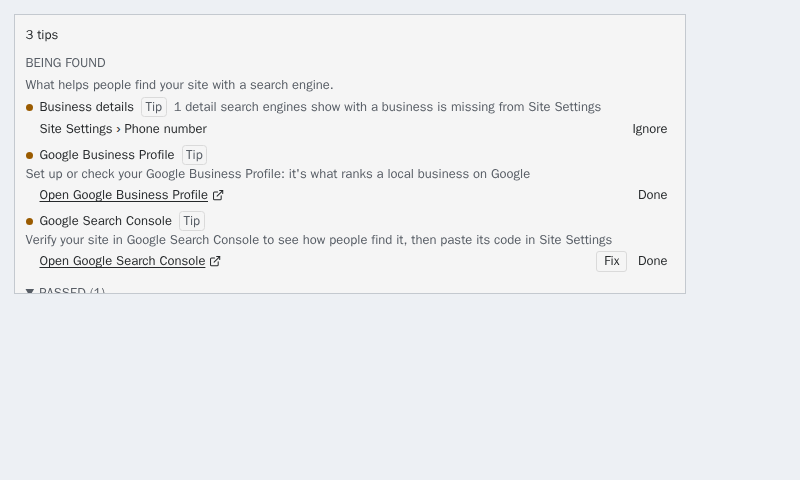 3 tips
BEING FOUND
What helps people find your site with a search engine.
Business details Tip 1 detail search engines show with a business is missing from Site Settings
Site Settings › Phone number Ignore
Google Business Profile Tip
Set up or check your Google Business Profile: it's what ranks a local business on Google
Open Google Business Profile Done
Google Search Console Tip
Verify your site in Google Search Console to see how people find it, then paste its code in Site Settings
Open Google Search Console Fix Done
▼ PASSED (1)